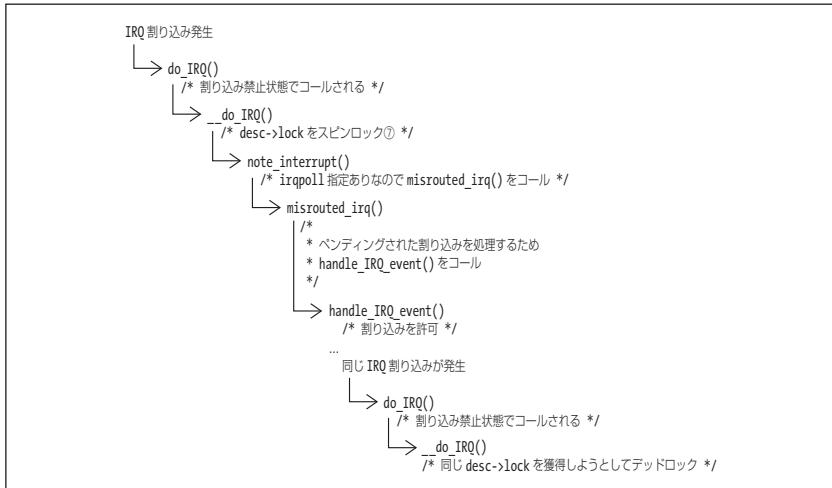 IRQ 割り込み発生
do_IRQ()
/* 割り込み禁止状態でコールされる */
__do_IRQ()
/* desc->lock をスピンロック⑦ */
note_interrupt()
/* irqpoll 指定ありなので misrouted_irq() をコール */
misrouted_irq()
/*
* ペンディングされた割り込みを処理するため
* handle_IRQ_event() をコール
*/
handle_IRQ_event()
/* 割り込みを許可 */
...
同じ IRQ 割り込みが発生
do_IRQ()
/* 割り込み禁止状態でコールされる */
__do_IRQ()
/* 同じ desc->lock を獲得しようとしてデッドロック */